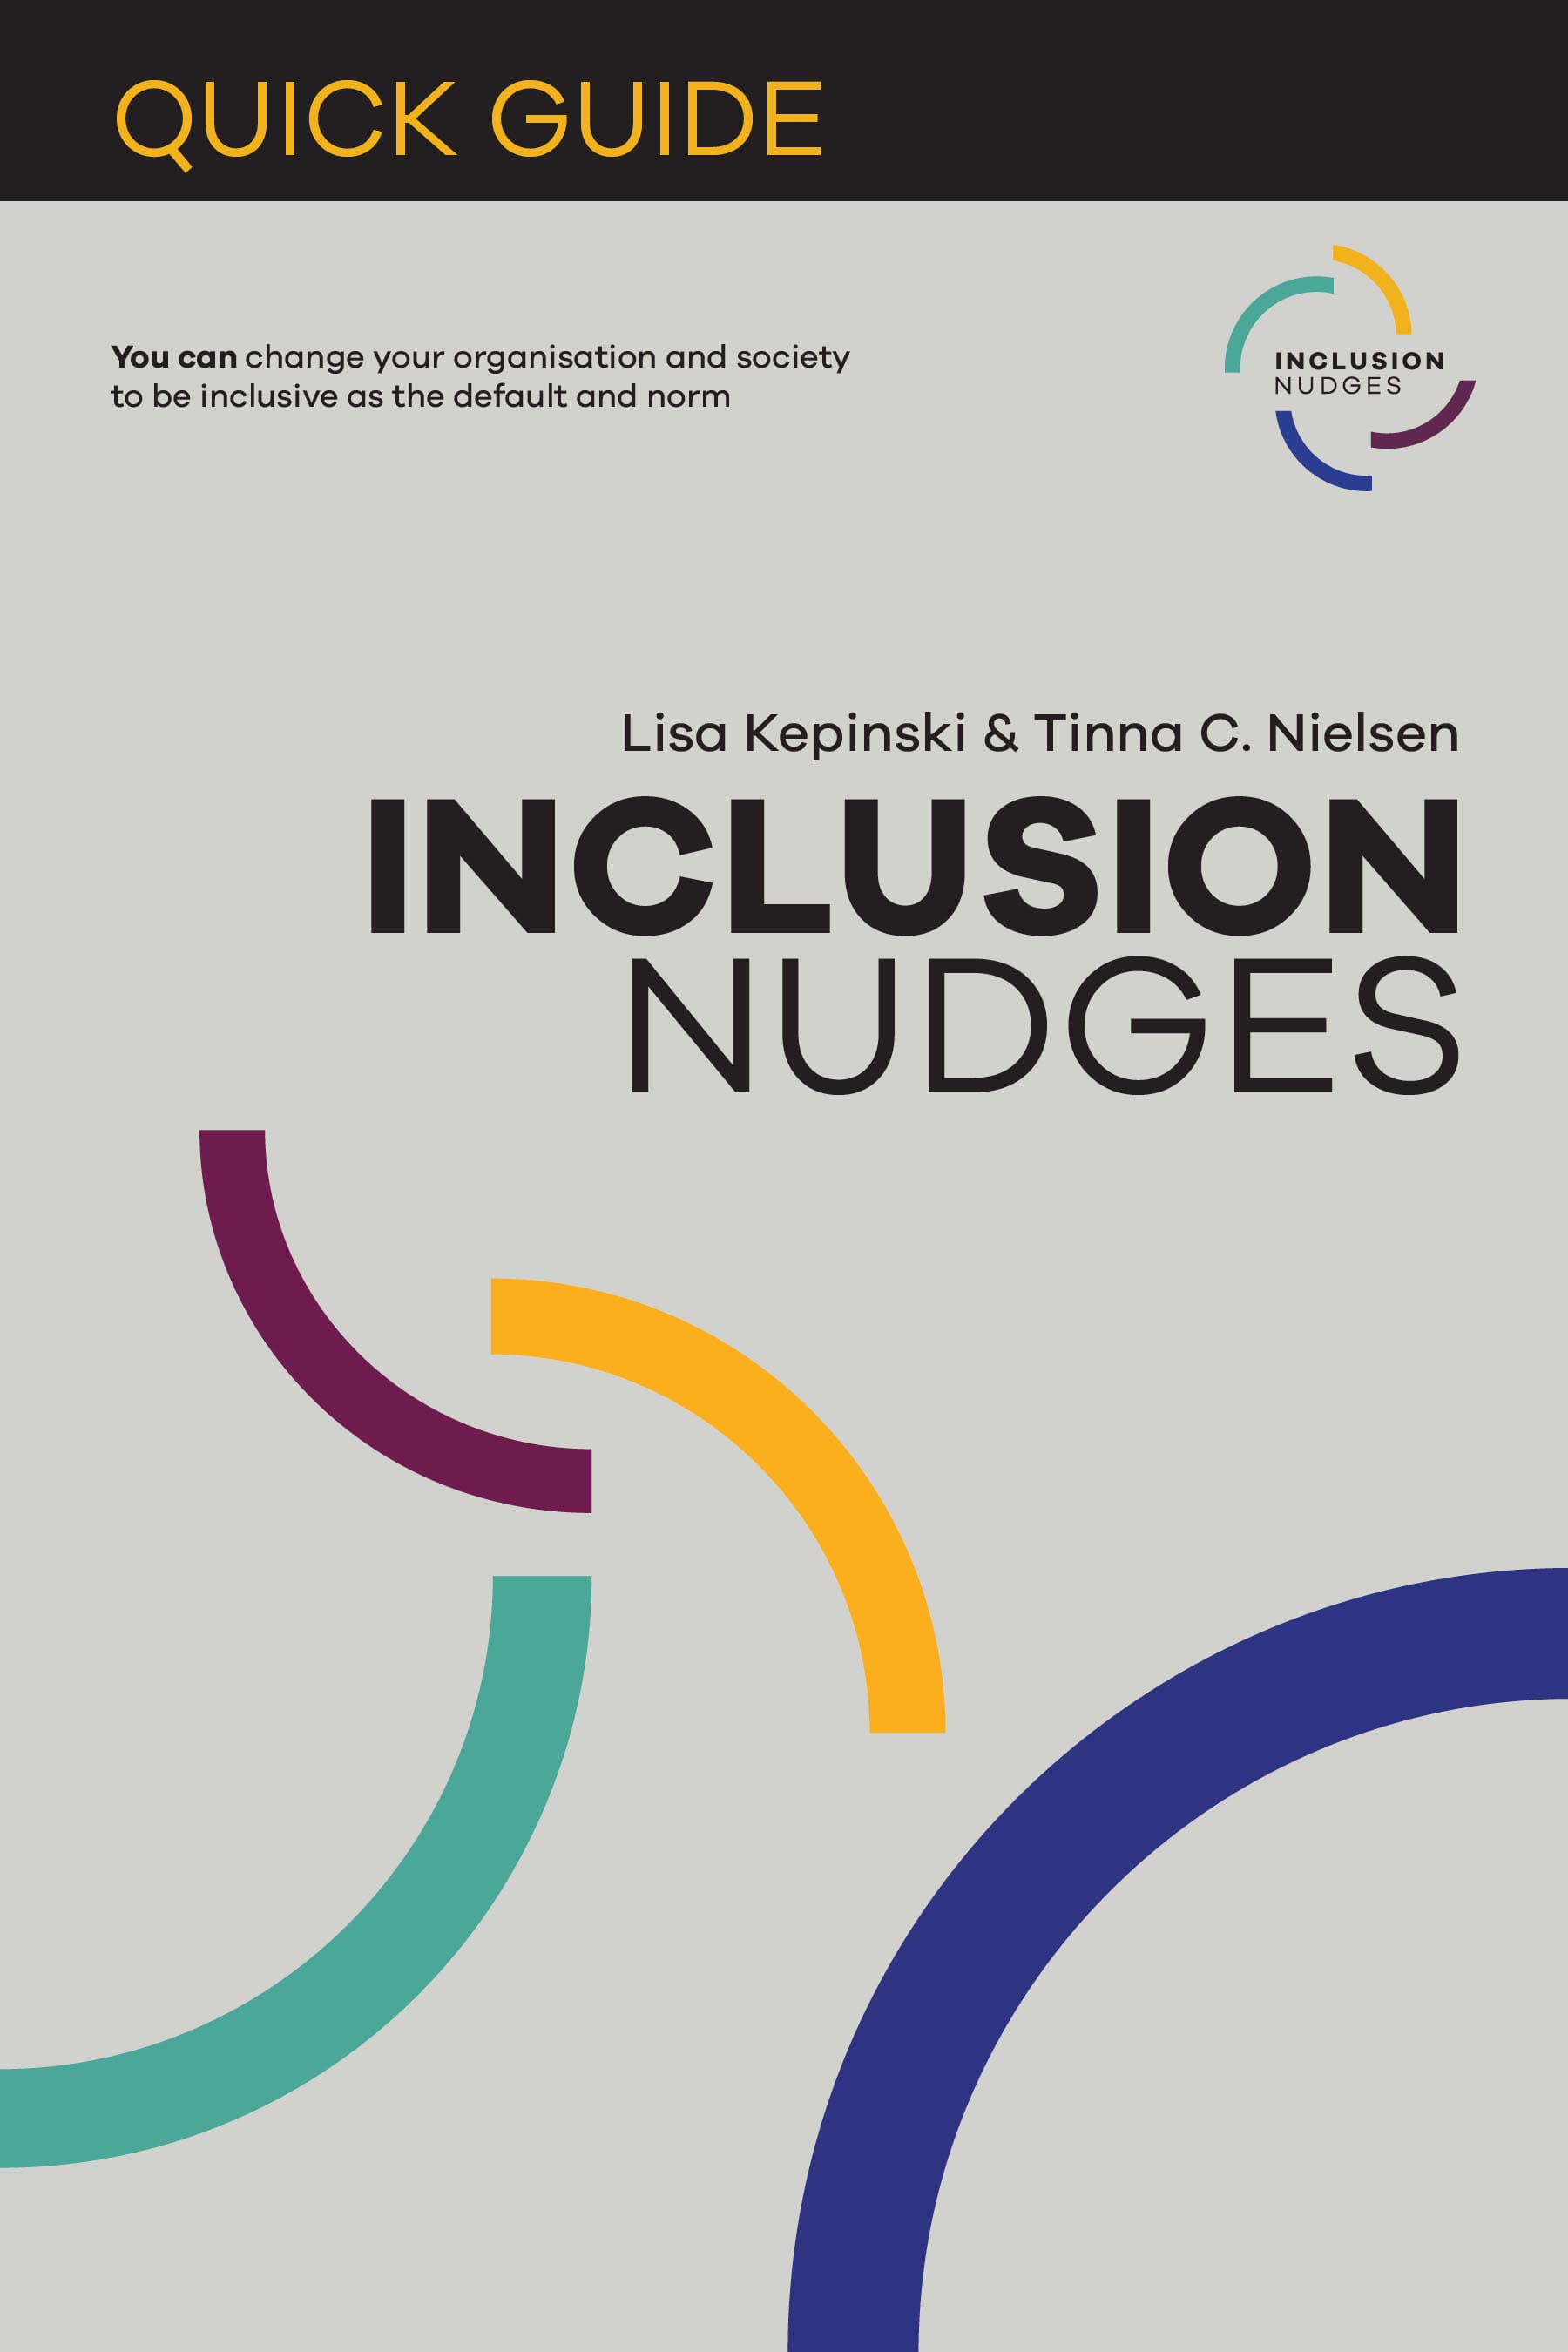 QUICK GUIDE
You can change your organisation and society
to be inclusive as the default and norm
INCLUSION
NUDGES
Lisa Kepinski & Tinna C. Nielsen
INCLUSION
NUDGES